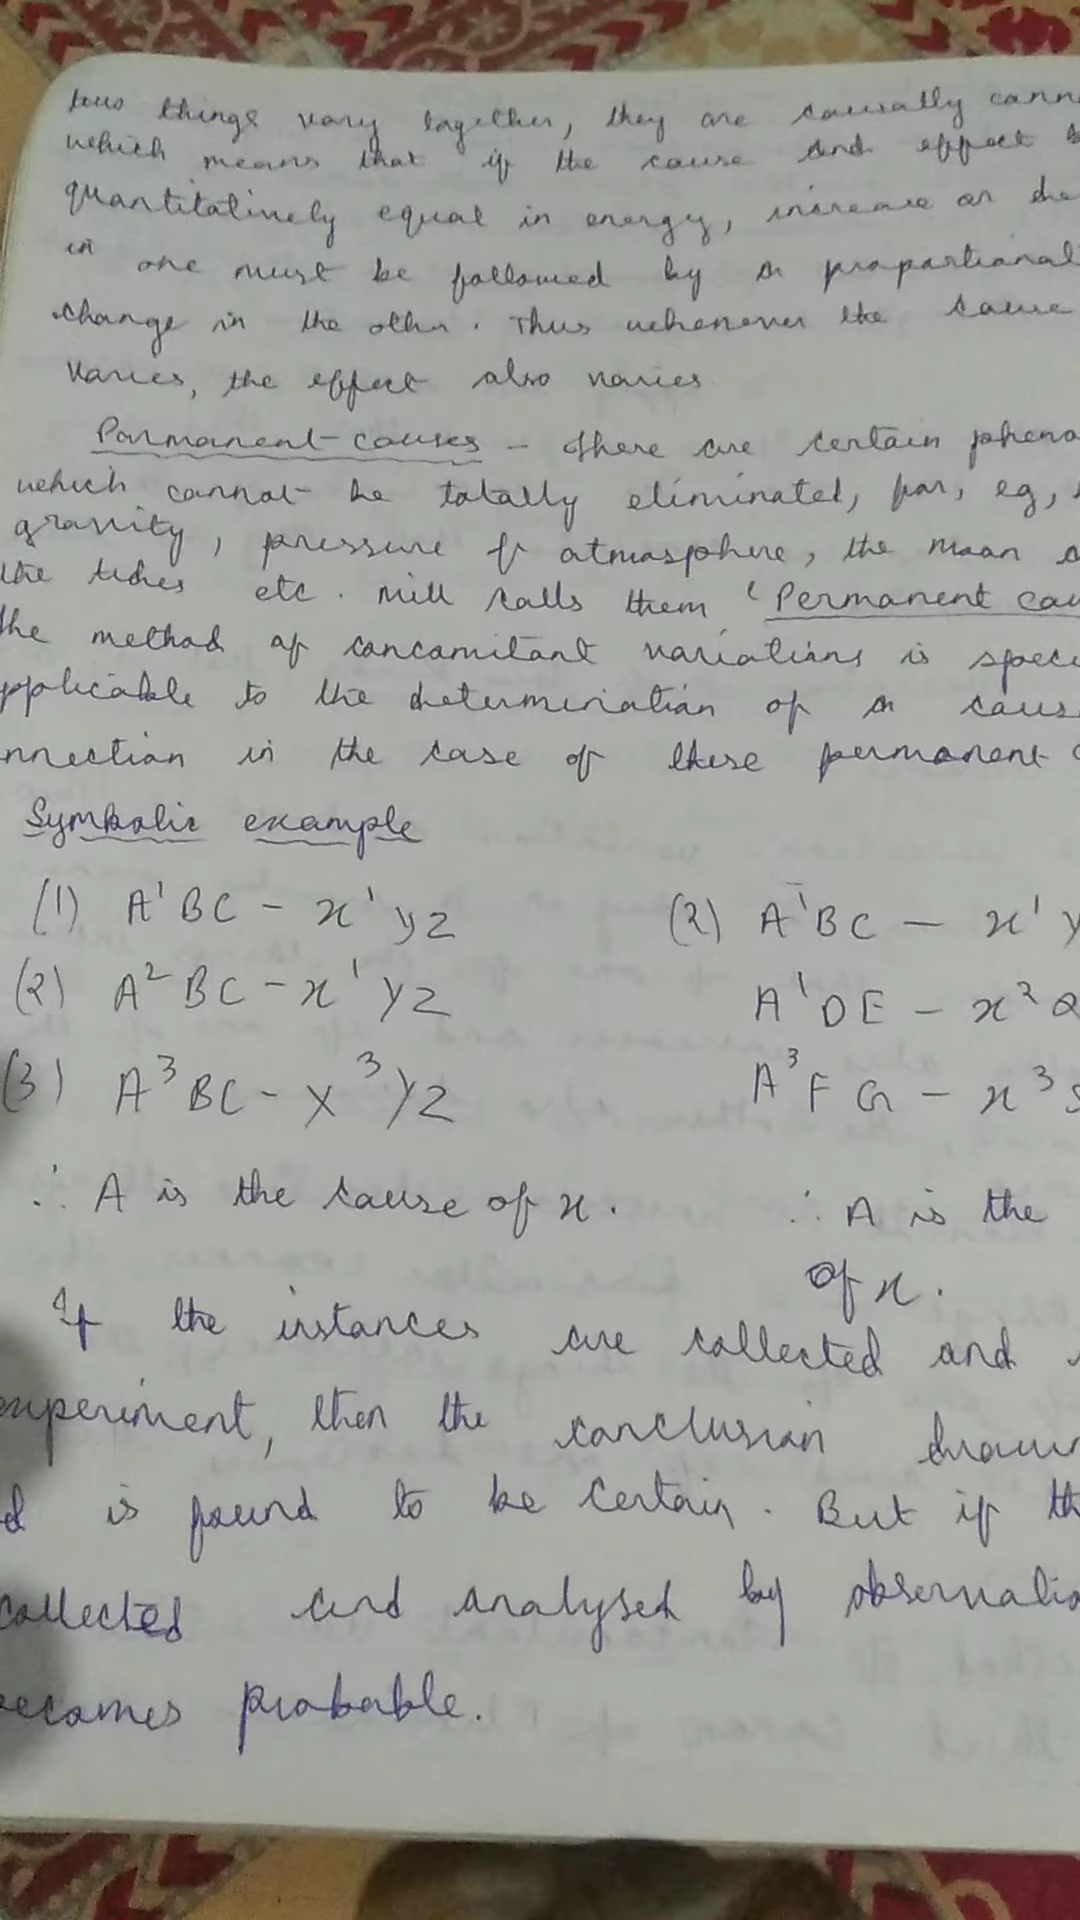 two things vary together, they are causally conn
which means that if the cause and effect
quantitatively equal in energy, increase or de
in one must be followed by a proportional
change in the other. Thus whenever the cause
varies, the effect also varies
Parmanent causes - There are certain pheno
which cannot be totally eliminated, for, eg,
gravity, pressure of atmosphere, the moon
the tides etc. Mill calls them 'Permanent cau
the method of concomitant variations is speci
pplicable to the determination of a caus
nnection in the case of these permanent
Symbolic example
(1) A¹BC - x¹yz (2) A¹BC - x¹y
(2) A²BC - x¹yz A¹DE - x²
(3) A³BC - X³YZ A³FG - x³
∴ A is the cause of x. ∴ A is the
of x.
If the instances are collected and
experiment, then the conclusion drawn
d is found to be certain. But if th
collected and analysed by observatio
ecomes probable.